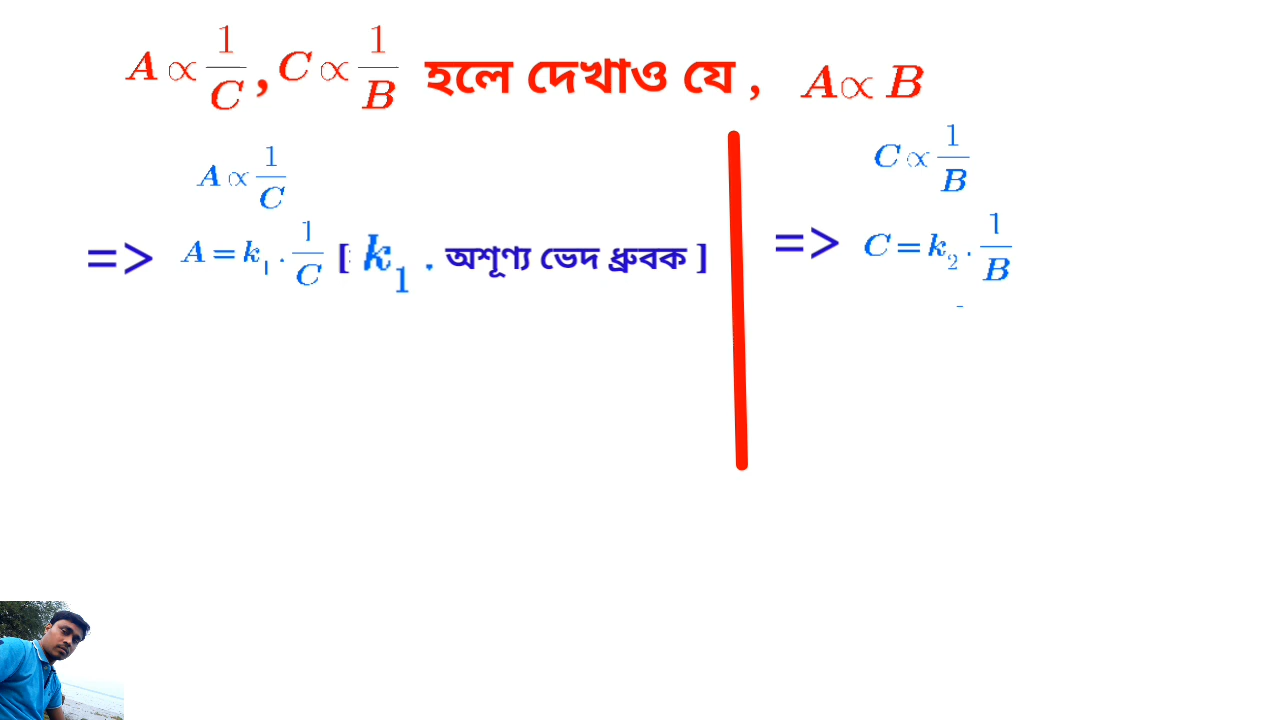 A ∝ 1/C , C ∝ 1/B হলে দেখাও যে , A ∝ B
A ∝ 1/C
=> A = k₁ . 1/C [ k₁ . অশূণ্য ভেদ ধ্রুবক ]
C ∝ 1/B
=> C = k₂ . 1/B